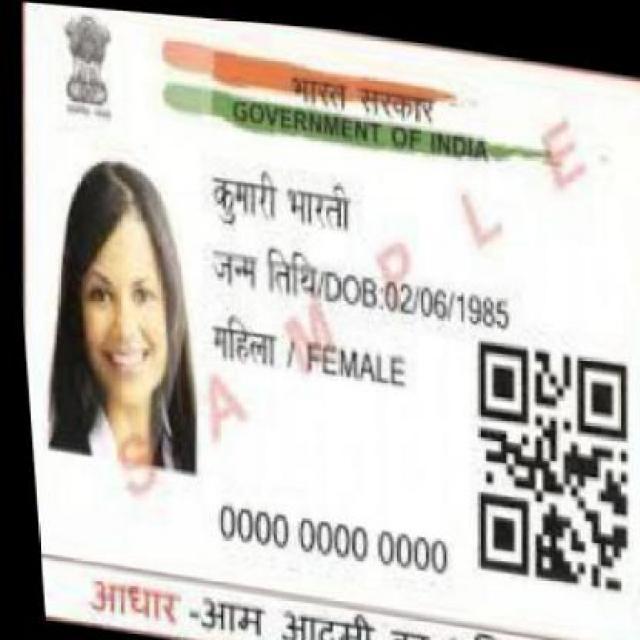 भारत सरकार
GOVERNMENT OF INDIA
कुमारी भारती
जन्म तिथि/DOB:02/06/1985
महिला / FEMALE
SAMPLE
0000 0000 0000
आधार -आम आदमी का